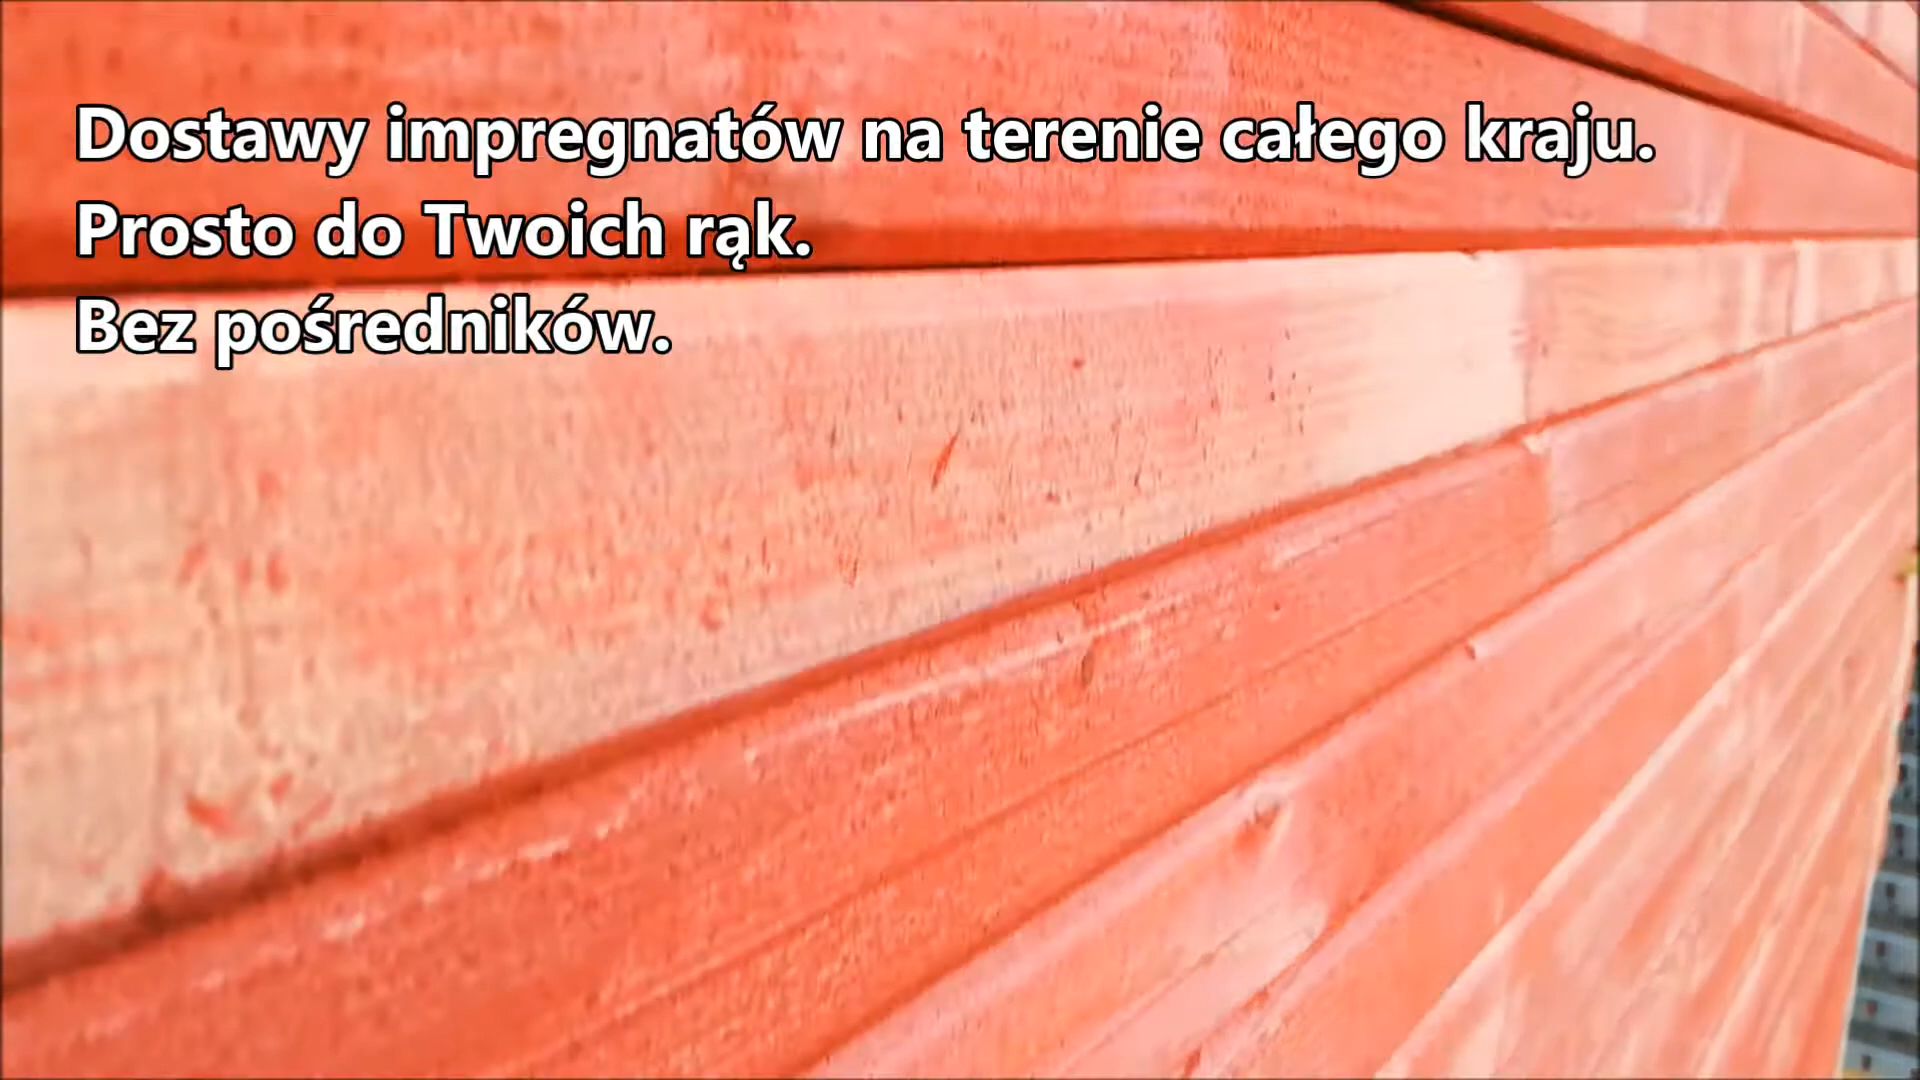 Dostawy impregnatów na terenie całego kraju.
Prosto do Twoich rąk.
Bez pośredników.